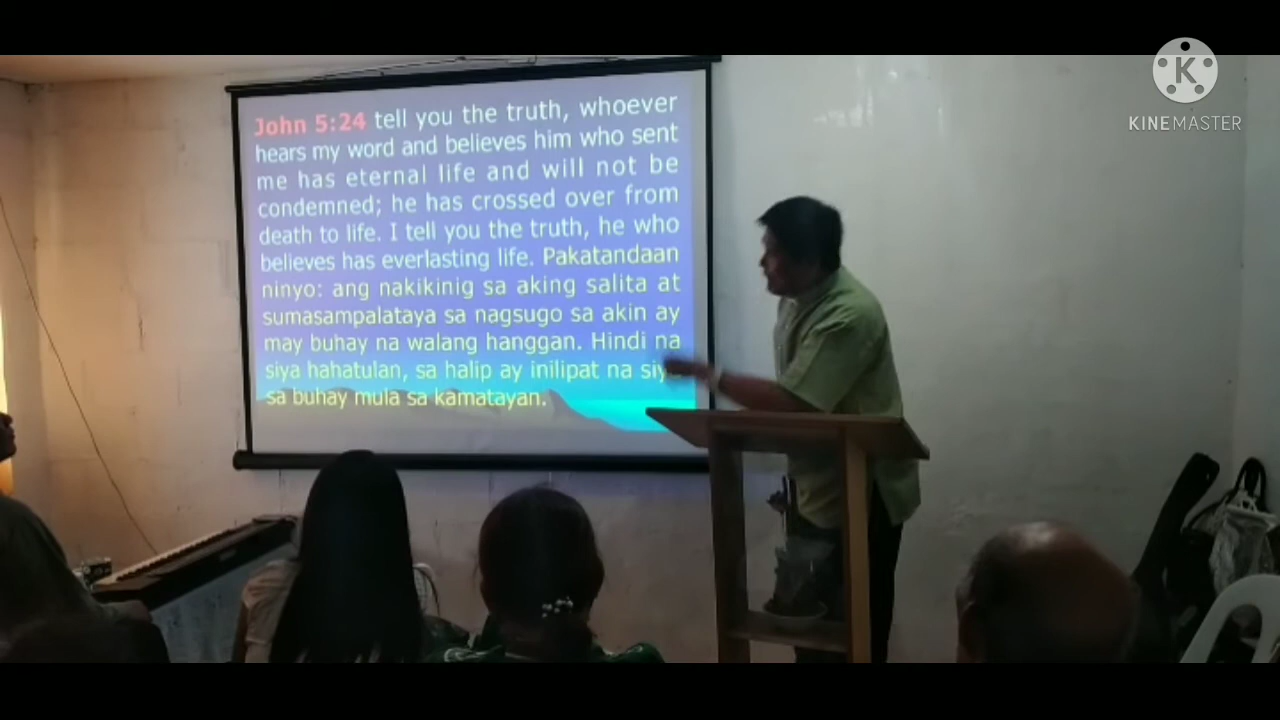 John 5:24 tell you the truth, whoever
hears my word and believes him who sent
me has eternal life and will not be
condemned; he has crossed over from
death to life. I tell you the truth, he who
believes has everlasting life. Pakatandaan
ninyo: ang nakikinig sa aking salita at
sumasampalataya sa nagsugo sa akin ay
may buhay na walang hanggan. Hindi na
siya hahatulan, sa halip ay inilipat na siya
sa buhay mula sa kamatayan.
K
KINEMASTER